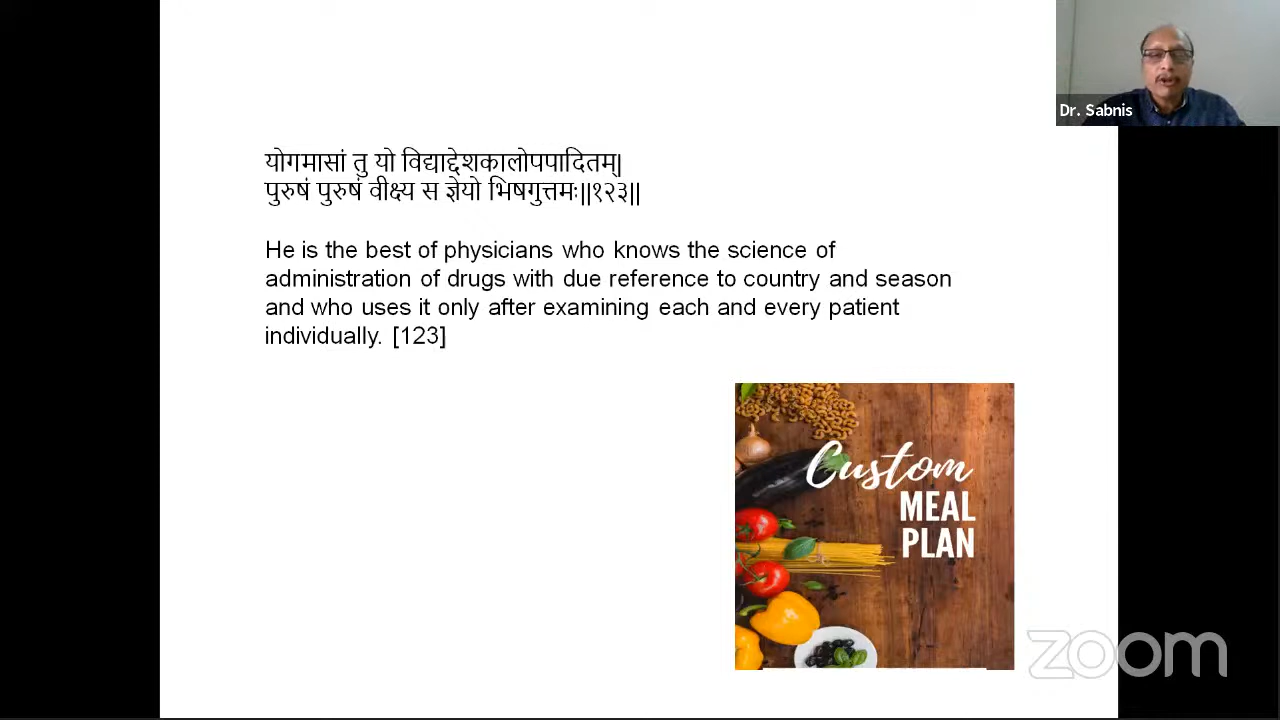 योगमासां तु यो विद्याद्देशकालोपपादितम्|
पुरुषं पुरुषं वीक्ष्य स ज्ञेयो भिषगुत्तमः||१२३||
He is the best of physicians who knows the science of
administration of drugs with due reference to country and season
and who uses it only after examining each and every patient
individually. [123]
Custom
MEAL
PLAN
Dr. Sabnis
zoom